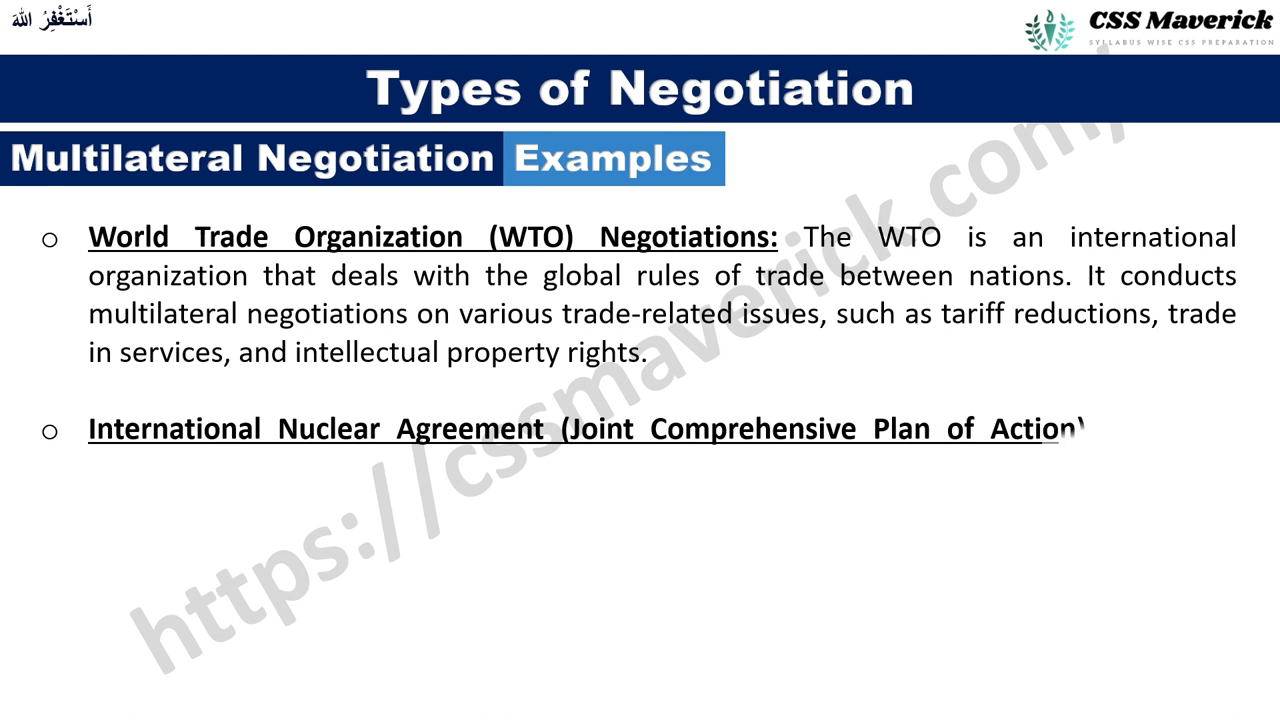 أَسْتَغْفِرُ اللهَ
CSS Maverick
SYLLABUS WISE CSS PREPARATION
Types of Negotiation
Multilateral Negotiation Examples
o World Trade Organization (WTO) Negotiations: The WTO is an international
organization that deals with the global rules of trade between nations. It conducts
multilateral negotiations on various trade-related issues, such as tariff reductions, trade
in services, and intellectual property rights.
o International Nuclear Agreement (Joint Comprehensive Plan of Action)
https://cssmaverick.com/